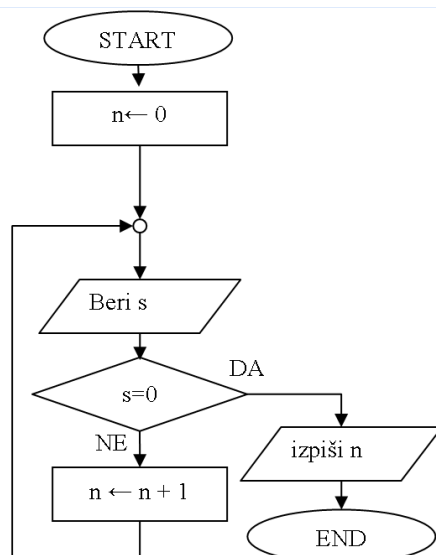 START
n← 0
Beri s
s=0
DA
NE
izpiši n
n ← n + 1
END